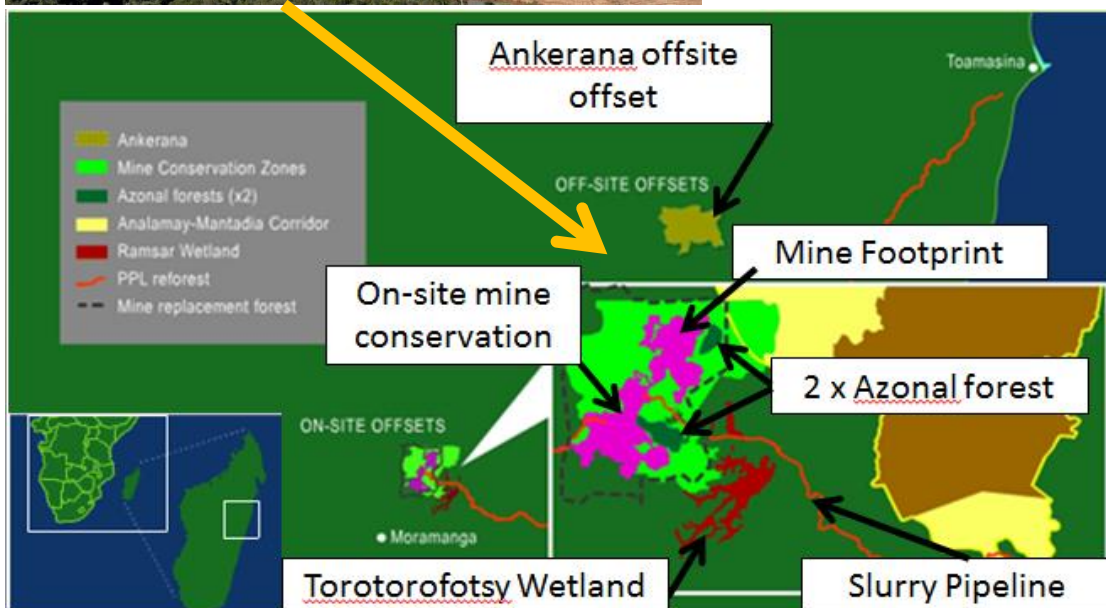 Ankerana offsite
offset
Toamasina
Ankerana
Mine Conservation Zones
Azonal forests (x2)
Analamay-Mantadia Corridor
Ramsar Wetland
PPL reforest
Mine replacement forest
OFF-SITE OFFSETS
Mine Footprint
On-site mine
conservation
2 x Azonal forest
ON-SITE OFFSETS
Moramanga
Torotorofotsy Wetland
Slurry Pipeline